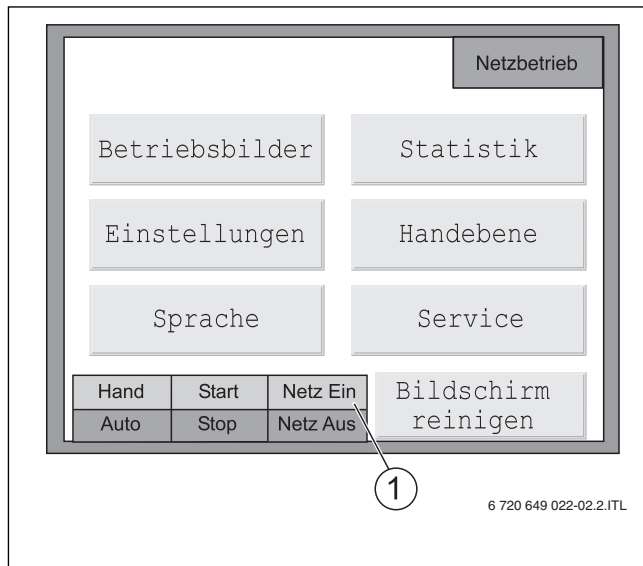 Netzbetrieb
Betriebsbilder
Statistik
Einstellungen
Handebene
Sprache
Service
Hand Start Netz Ein
Auto Stop Netz Aus
Bildschirm
reinigen
1
6 720 649 022-02.2.ITL